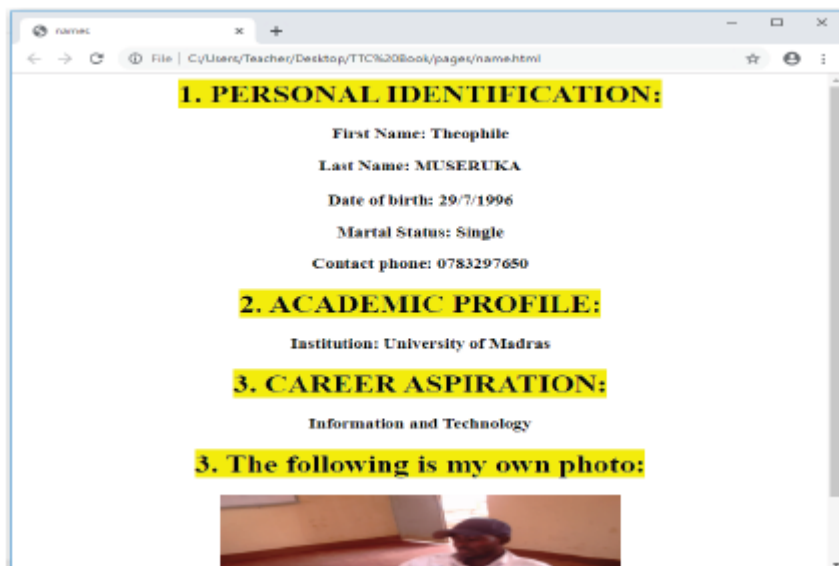 names
File | C:/Users/Teacher/Desktop/TTC%20Book/pages/name.html
1. PERSONAL IDENTIFICATION:
First Name: Theophile
Last Name: MUSERUKA
Date of birth: 29/7/1996
Martal Status: Single
Contact phone: 0783297650
2. ACADEMIC PROFILE:
Institution: University of Madras
3. CAREER ASPIRATION:
Information and Technology
3. The following is my own photo: